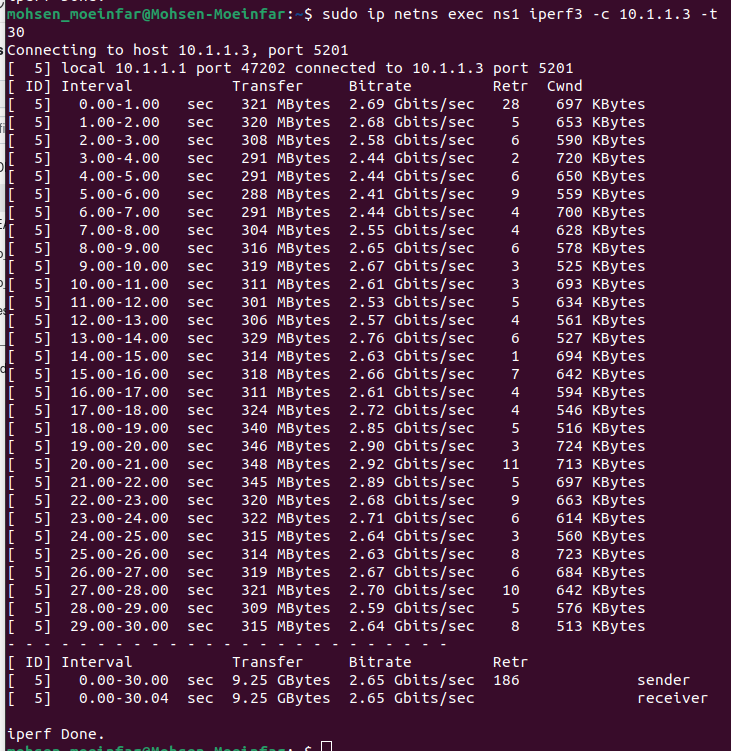 iperf Done.
mohsen_moeinfar@Mohsen-Moeinfar:~$ sudo ip netns exec ns1 iperf3 -c 10.1.1.3 -t
30
Connecting to host 10.1.1.3, port 5201
[  5] local 10.1.1.1 port 47202 connected to 10.1.1.3 port 5201
[ ID] Interval           Transfer     Bitrate         Retr  Cwnd
[  5]   0.00-1.00   sec   321 MBytes  2.69 Gbits/sec   28    697 KBytes
[  5]   1.00-2.00   sec   320 MBytes  2.68 Gbits/sec    5    653 KBytes
[  5]   2.00-3.00   sec   308 MBytes  2.58 Gbits/sec    6    590 KBytes
[  5]   3.00-4.00   sec   291 MBytes  2.44 Gbits/sec    2    720 KBytes
[  5]   4.00-5.00   sec   291 MBytes  2.44 Gbits/sec    6    650 KBytes
[  5]   5.00-6.00   sec   288 MBytes  2.41 Gbits/sec    9    559 KBytes
[  5]   6.00-7.00   sec   291 MBytes  2.44 Gbits/sec    4    700 KBytes
[  5]   7.00-8.00   sec   304 MBytes  2.55 Gbits/sec    4    628 KBytes
[  5]   8.00-9.00   sec   316 MBytes  2.65 Gbits/sec    6    578 KBytes
[  5]   9.00-10.00  sec   319 MBytes  2.67 Gbits/sec    3    525 KBytes
[  5]  10.00-11.00  sec   311 MBytes  2.61 Gbits/sec    3    693 KBytes
[  5]  11.00-12.00  sec   301 MBytes  2.53 Gbits/sec    5    634 KBytes
[  5]  12.00-13.00  sec   306 MBytes  2.57 Gbits/sec    4    561 KBytes
[  5]  13.00-14.00  sec   329 MBytes  2.76 Gbits/sec    6    527 KBytes
[  5]  14.00-15.00  sec   314 MBytes  2.63 Gbits/sec    1    694 KBytes
[  5]  15.00-16.00  sec   318 MBytes  2.66 Gbits/sec    7    642 KBytes
[  5]  16.00-17.00  sec   311 MBytes  2.61 Gbits/sec    4    594 KBytes
[  5]  17.00-18.00  sec   324 MBytes  2.72 Gbits/sec    4    546 KBytes
[  5]  18.00-19.00  sec   340 MBytes  2.85 Gbits/sec    5    516 KBytes
[  5]  19.00-20.00  sec   346 MBytes  2.90 Gbits/sec    3    724 KBytes
[  5]  20.00-21.00  sec   348 MBytes  2.92 Gbits/sec   11    713 KBytes
[  5]  21.00-22.00  sec   345 MBytes  2.89 Gbits/sec    5    697 KBytes
[  5]  22.00-23.00  sec   320 MBytes  2.68 Gbits/sec    9    663 KBytes
[  5]  23.00-24.00  sec   322 MBytes  2.71 Gbits/sec    6    614 KBytes
[  5]  24.00-25.00  sec   315 MBytes  2.64 Gbits/sec    3    560 KBytes
[  5]  25.00-26.00  sec   314 MBytes  2.63 Gbits/sec    8    723 KBytes
[  5]  26.00-27.00  sec   319 MBytes  2.67 Gbits/sec    6    684 KBytes
[  5]  27.00-28.00  sec   321 MBytes  2.70 Gbits/sec   10    642 KBytes
[  5]  28.00-29.00  sec   309 MBytes  2.59 Gbits/sec    5    576 KBytes
[  5]  29.00-30.00  sec   315 MBytes  2.64 Gbits/sec    8    513 KBytes
- - - - - - - - - - - - - - - - - - - - - - - - -
[ ID] Interval           Transfer     Bitrate         Retr
[  5]   0.00-30.00  sec  9.25 GBytes  2.65 Gbits/sec  186             sender
[  5]   0.00-30.04  sec  9.25 GBytes  2.65 Gbits/sec                  receiver
iperf Done.
mohsen_moeinfar@Mohsen-Moeinfar:~$